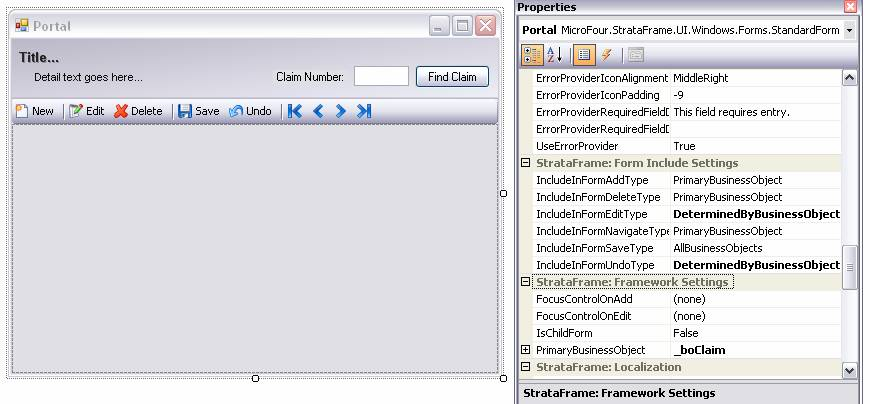 Portal
Title...
Detail text goes here...
Claim Number:
Find Claim
New
Edit
Delete
Save
Undo
Properties
Portal MicroFour.StrataFrame.UI.Windows.Forms.StandardForm
ErrorProviderIconAlignment MiddleRight
ErrorProviderIconPadding -9
ErrorProviderRequiredFieldD This field requires entry.
ErrorProviderRequiredFieldD
UseErrorProvider True
StrataFrame: Form Include Settings
IncludeInFormAddType PrimaryBusinessObject
IncludeInFormDeleteType PrimaryBusinessObject
IncludeInFormEditType DeterminedByBusinessObject
IncludeInFormNavigateType PrimaryBusinessObject
IncludeInFormSaveType AllBusinessObjects
IncludeInFormUndoType DeterminedByBusinessObject
StrataFrame: Framework Settings
FocusControlOnAdd (none)
FocusControlOnEdit (none)
IsChildForm False
PrimaryBusinessObject _boClaim
StrataFrame: Localization
StrataFrame: Framework Settings